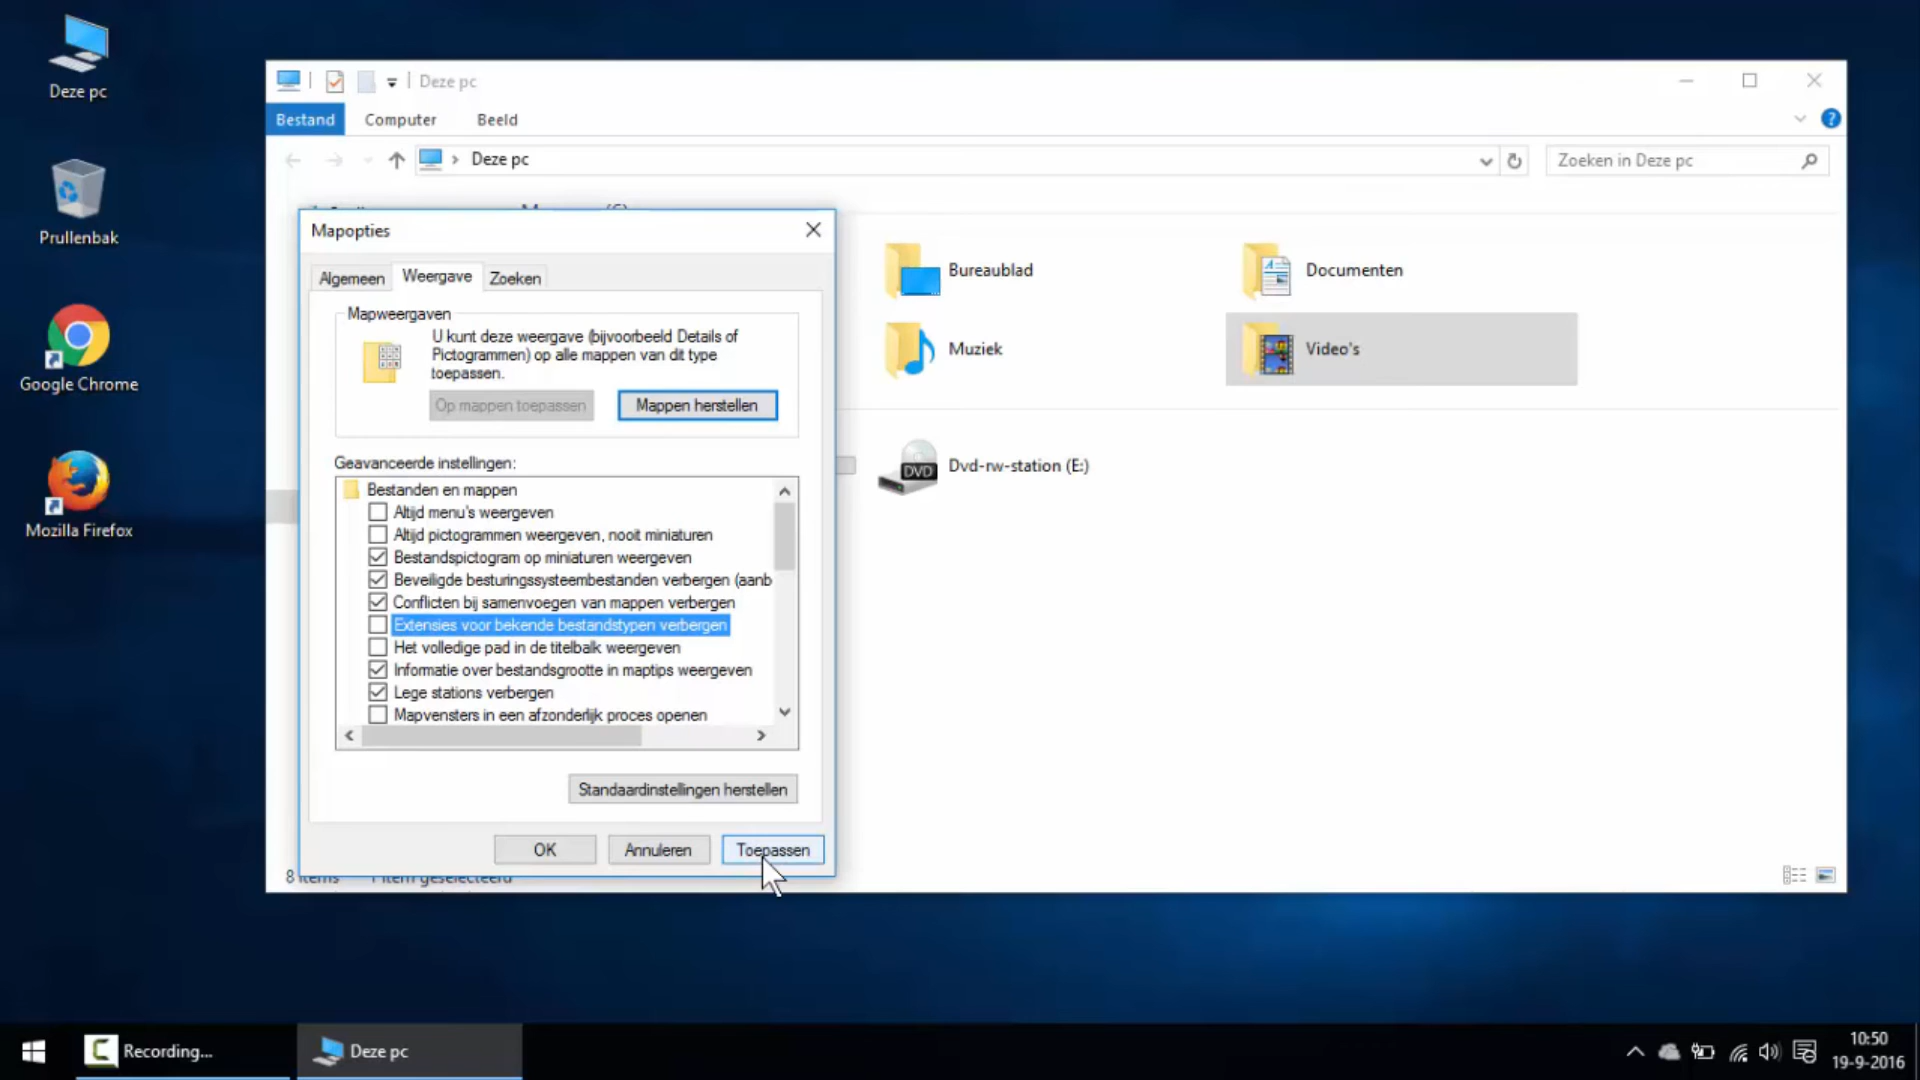 Deze pc
Prullenbak
Google Chrome
Mozilla Firefox
Deze pc
Bestand
Computer
Beeld
Deze pc
Zoeken in Deze pc
Mapopties
Algemeen
Weergave
Zoeken
Mapweergaven
U kunt deze weergave (bijvoorbeeld Details of
Pictogrammen) op alle mappen van dit type
toepassen.
Op mappen toepassen
Mappen herstellen
Geavanceerde instellingen:
Bestanden en mappen
Altijd menu's weergeven
Altijd pictogrammen weergeven, nooit miniaturen
Bestandspictogram op miniaturen weergeven
Beveiligde besturingssysteembestanden verbergen (aanb
Conflicten bij samenvoegen van mappen verbergen
Extensies voor bekende bestandstypen verbergen
Het volledige pad in de titelbalk weergeven
Informatie over bestandsgrootte in maptips weergeven
Lege stations verbergen
Mapvensters in een afzonderlijk proces openen
Standaardinstellingen herstellen
OK
Annuleren
Toepassen
Bureaublad
Documenten
Muziek
Video's
DVD
Dvd-rw-station (E:)
8 items
1 item geselecteerd
Recording...
Deze pc
10:50
19-9-2016